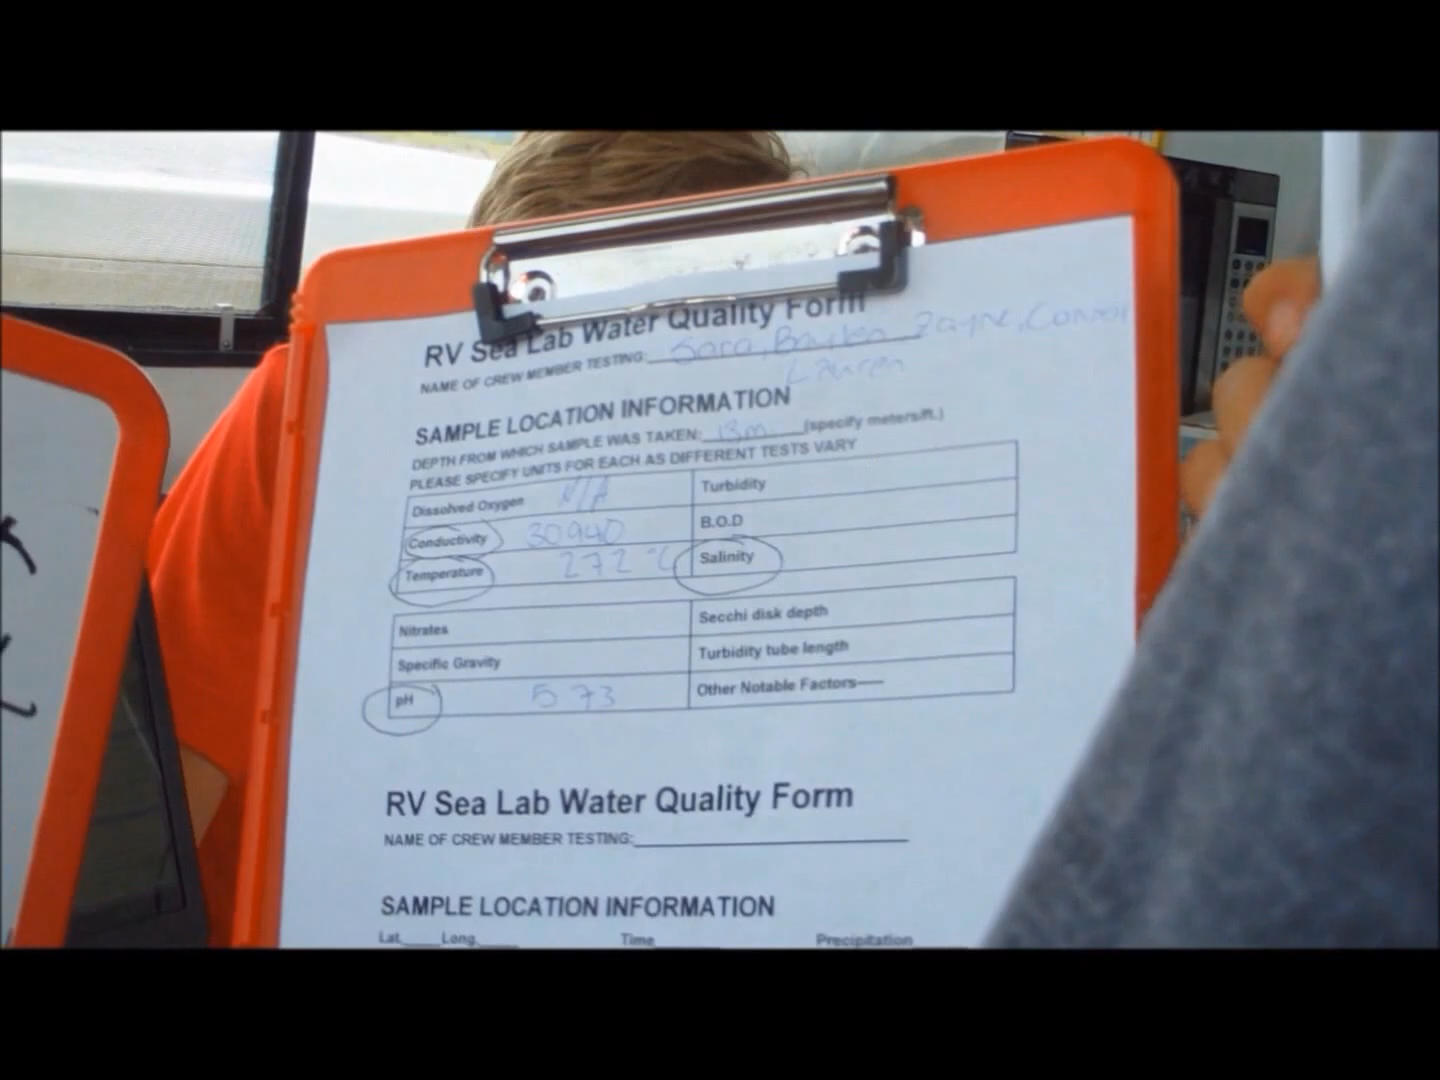 RV Sea Lab Water Quality Form
NAME OF CREW MEMBER TESTING: Sara, Zayne, Connor
Lauren
SAMPLE LOCATION INFORMATION
DEPTH FROM WHICH SAMPLE WAS TAKEN: 13m (specify meters/ft.)
PLEASE SPECIFY UNITS FOR EACH AS DIFFERENT TESTS VARY
Dissolved Oxygen N/A Turbidity
Conductivity 30940 B.O.D
Temperature 272 °C Salinity
Nitrates Secchi disk depth
Specific Gravity Turbidity tube length
pH 5 73 Other Notable Factors—
RV Sea Lab Water Quality Form
NAME OF CREW MEMBER TESTING:
SAMPLE LOCATION INFORMATION
Lat. Long. Time Precipitation